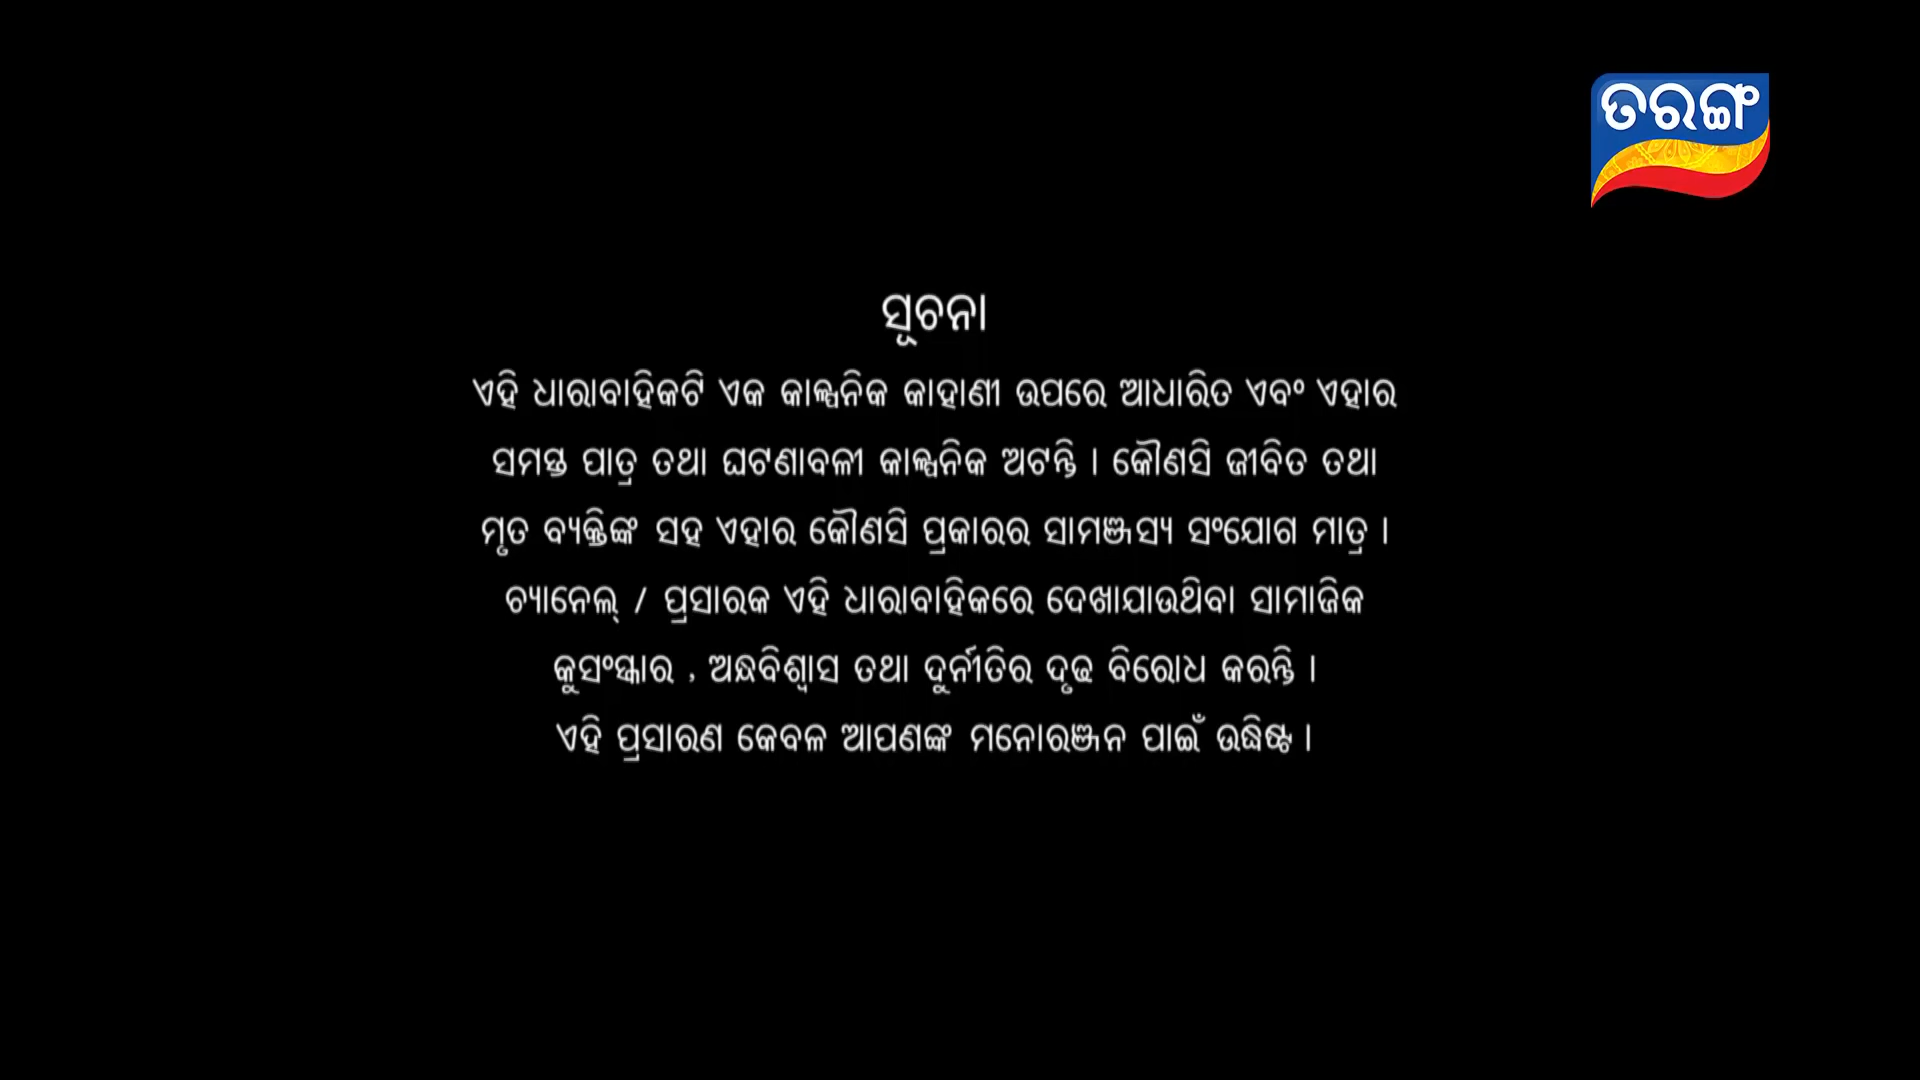 ତରଙ୍ଗ
ସୂଚନା
ଏହି ଧାରାବାହିକଟି ଏକ କାଳ୍ପନିକ କାହାଣୀ ଉପରେ ଆଧାରିତ ଏବଂ ଏହାର
ସମସ୍ତ ପାତ୍ର ତଥା ଘଟଣାବଳୀ କାଳ୍ପନିକ ଅଟନ୍ତି । କୌଣସି ଜୀବିତ ତଥା
ମୃତ ବ୍ୟକ୍ତିଙ୍କ ସହ ଏହାର କୌଣସି ପ୍ରକାରର ସାମଞ୍ଜସ୍ୟ ସଂଯୋଗ ମାତ୍ର ।
ଚ୍ୟାନେଲ୍ / ପ୍ରସାରକ ଏହି ଧାରାବାହିକରେ ଦେଖାଯାଉଥିବା ସାମାଜିକ
କୁସଂସ୍କାର , ଅନ୍ଧବିଶ୍ୱାସ ତଥା ଦୁର୍ନୀତିର ଦୃଢ ବିରୋଧ କରନ୍ତି ।
ଏହି ପ୍ରସାରଣ କେବଳ ଆପଣଙ୍କ ମନୋରଞ୍ଜନ ପାଇଁ ଉଦ୍ଧିଷ୍ଟ ।